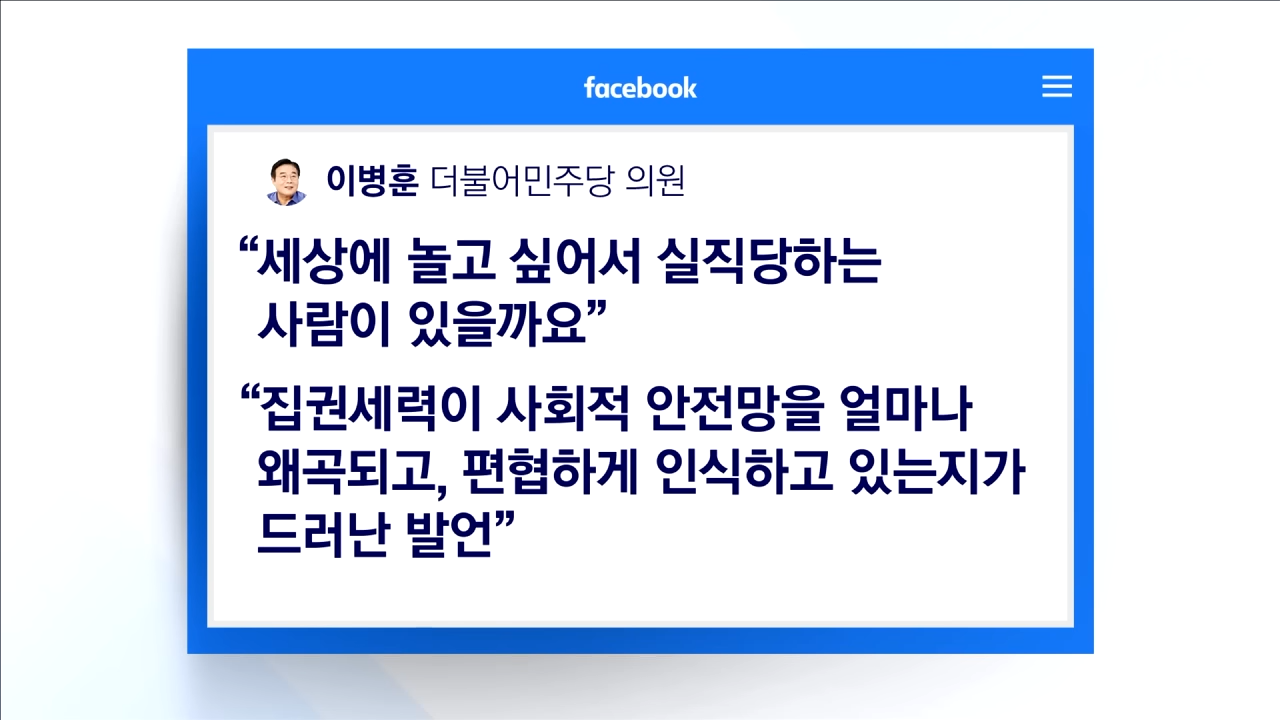 facebook
이병훈 더불어민주당 의원
“세상에 놀고 싶어서 실직당하는
사람이 있을까요”
“집권세력이 사회적 안전망을 얼마나
왜곡되고, 편협하게 인식하고 있는지가
드러난 발언”